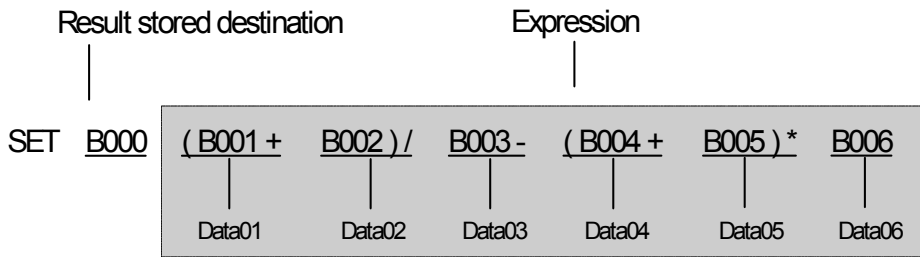 Result stored destination Expression
SET B000 ( B001 + B002 ) / B003 - ( B004 + B005 ) * B006
Data01 Data02 Data03 Data04 Data05 Data06